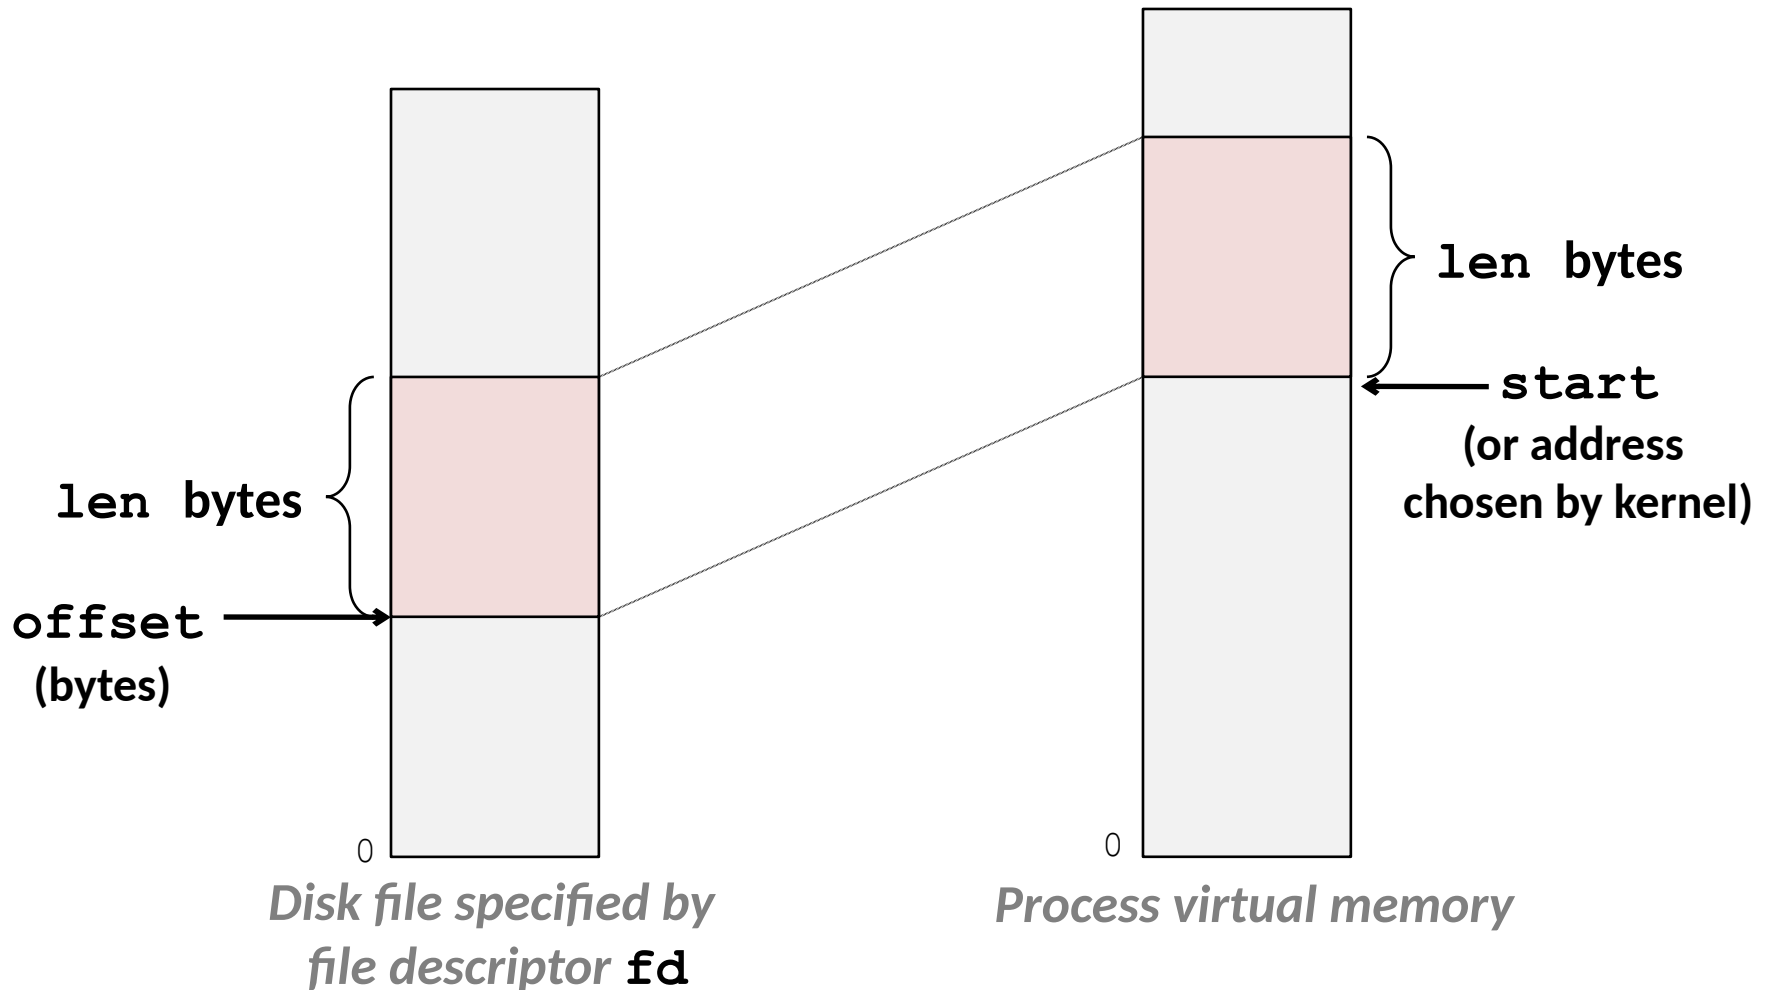 len bytes
start
(or address
chosen by kernel)
len bytes
offset
(bytes)
0
0
Disk file specified by
file descriptor fd
Process virtual memory